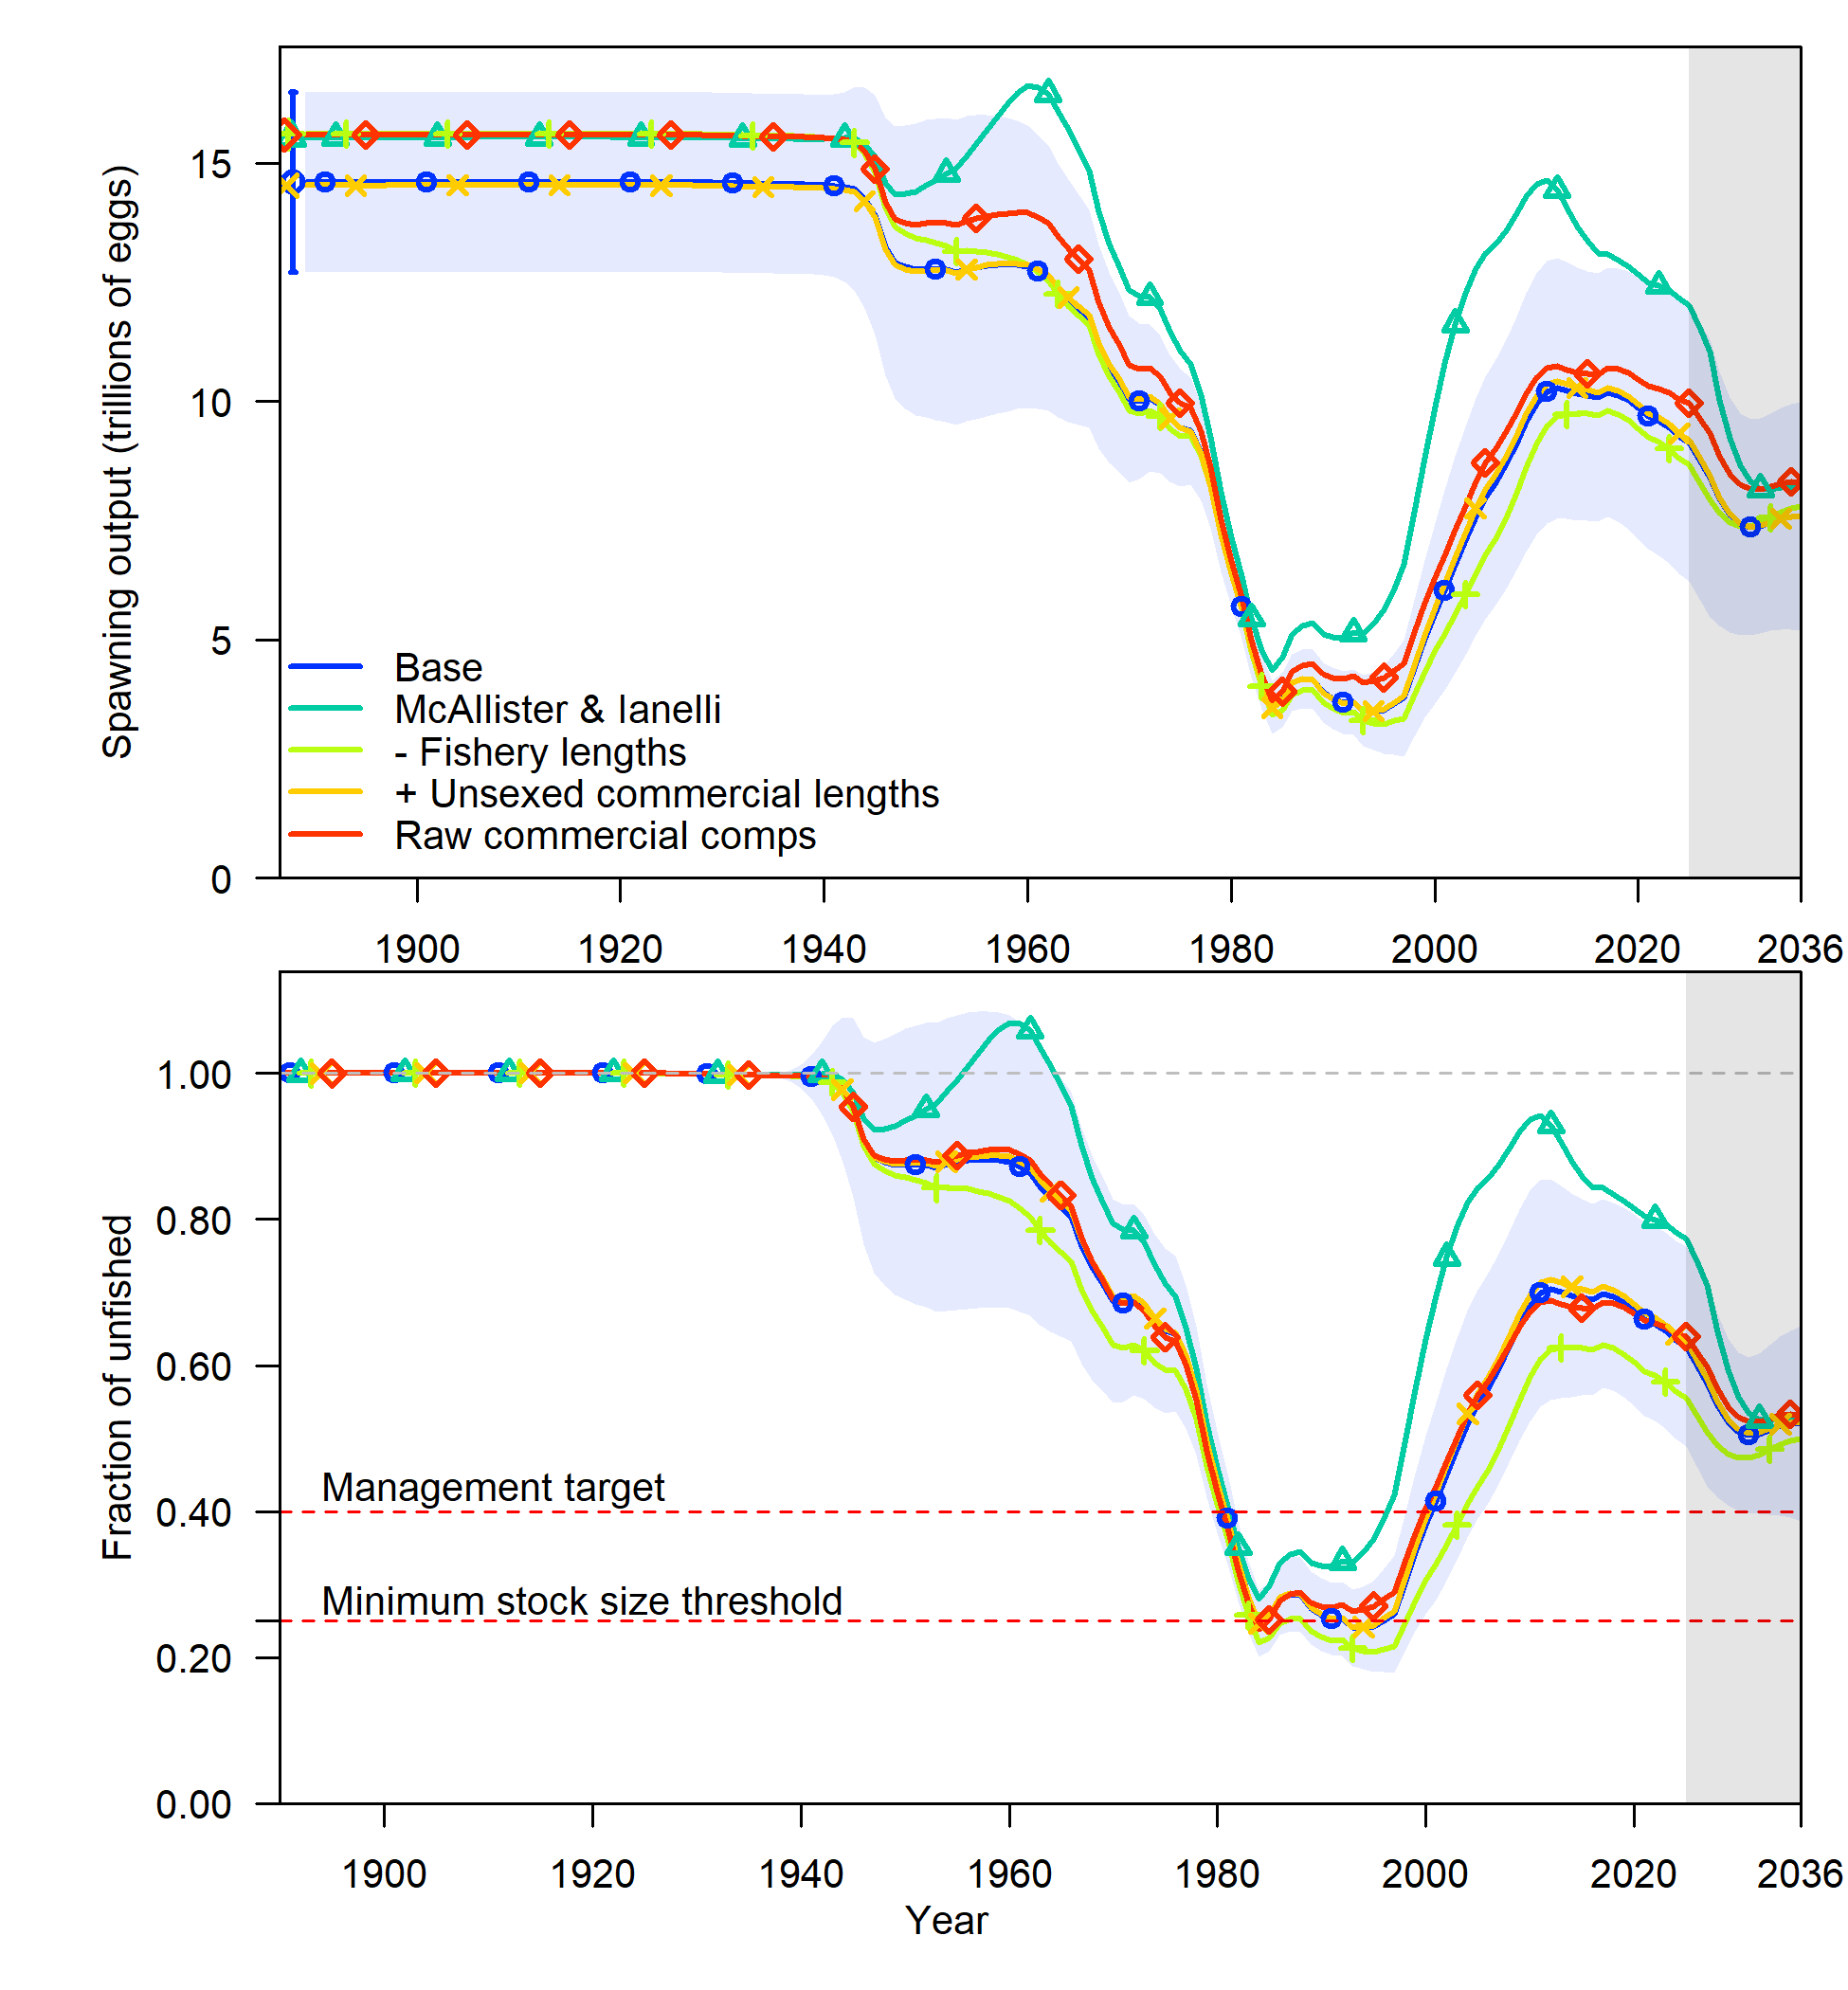 Spawning output (trillions of eggs)
15
10
5
0
Base
McAllister & Ianelli
- Fishery lengths
+ Unsexed commercial lengths
Raw commercial comps
1900 1920 1940 1960 1980 2000 2020 2036
Fraction of unfished
1.00
0.80
0.60
0.40
0.20
0.00
Management target
Minimum stock size threshold
1900 1920 1940 1960 1980 2000 2020 2036
Year